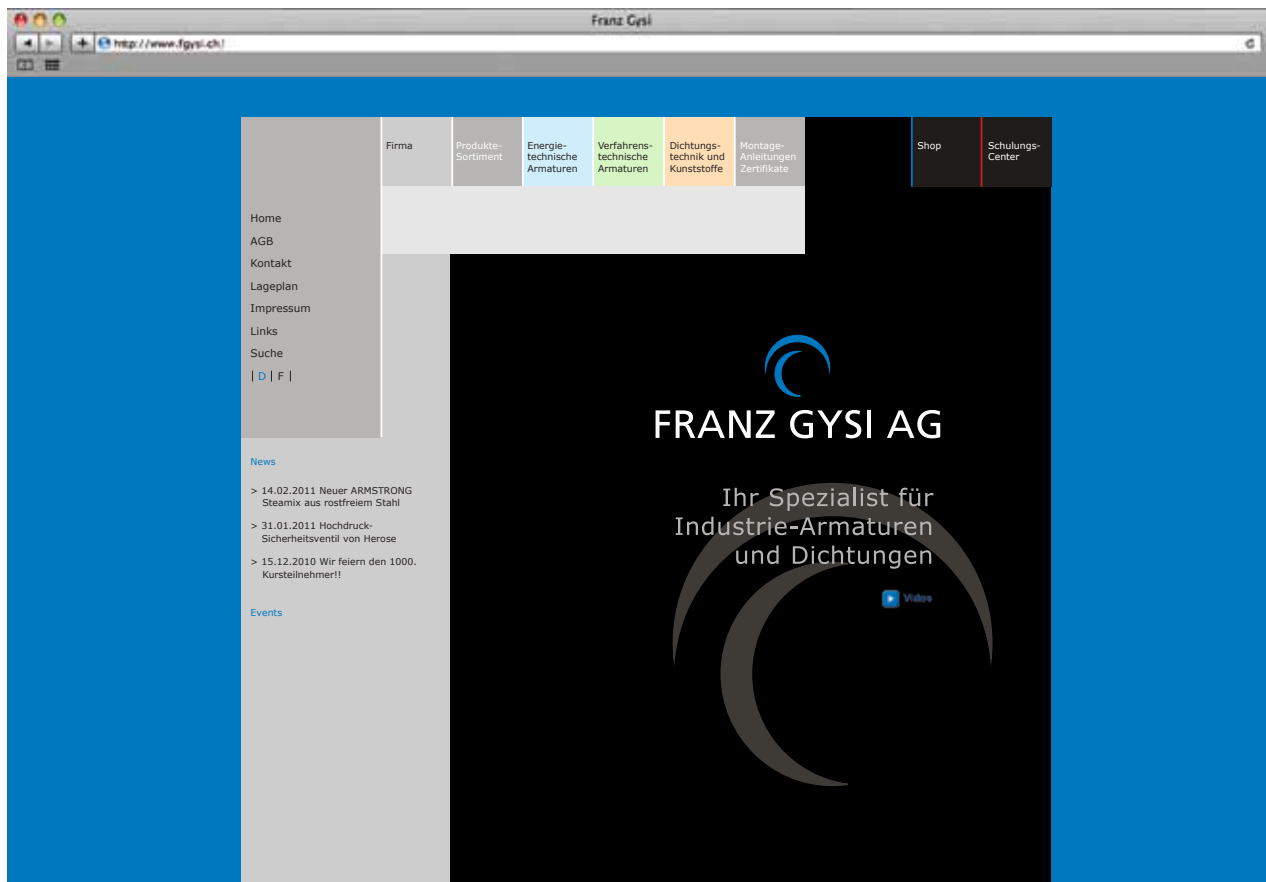 Franz Gysi
http://www.fgysi.ch/
Firma
Produkte-
Sortiment
Energie-
technische
Armaturen
Verfahrens-
technische
Armaturen
Dichtungs-
technik und
Kunststoffe
Montage-
Anleitungen
Zertifikate
Shop
Schulungs-
Center
Home
AGB
Kontakt
Lageplan
Impressum
Links
Suche
| D | F |
News
> 14.02.2011 Neuer ARMSTRONG
Steamix aus rostfreiem Stahl
> 31.01.2011 Hochdruck-
Sicherheitsventil von Herose
> 15.12.2010 Wir feiern den 1000.
Kursteilnehmer!!
Events
FRANZ GYSI AG
Ihr Spezialist für
Industrie-Armaturen
und Dichtungen
Video